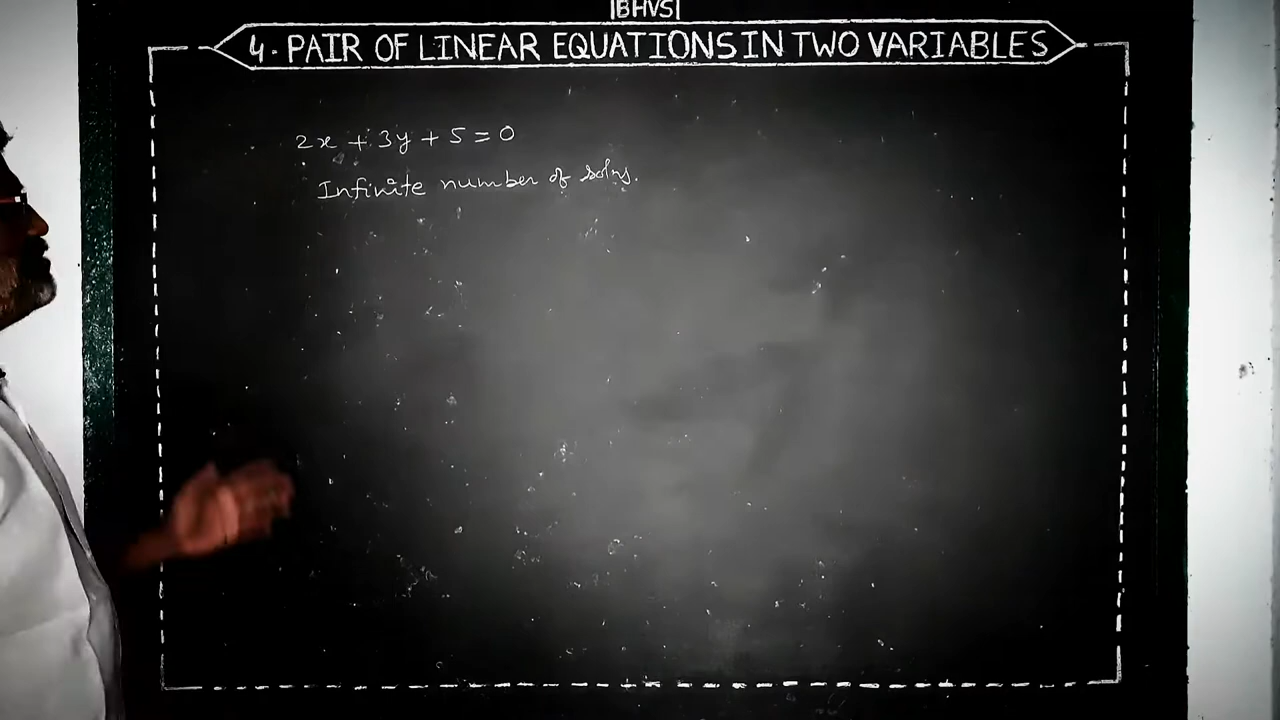 |BHVS|
4. PAIR OF LINEAR EQUATIONS IN TWO VARIABLES
2x + 3y + 5 = 0
Infinite number of solns.